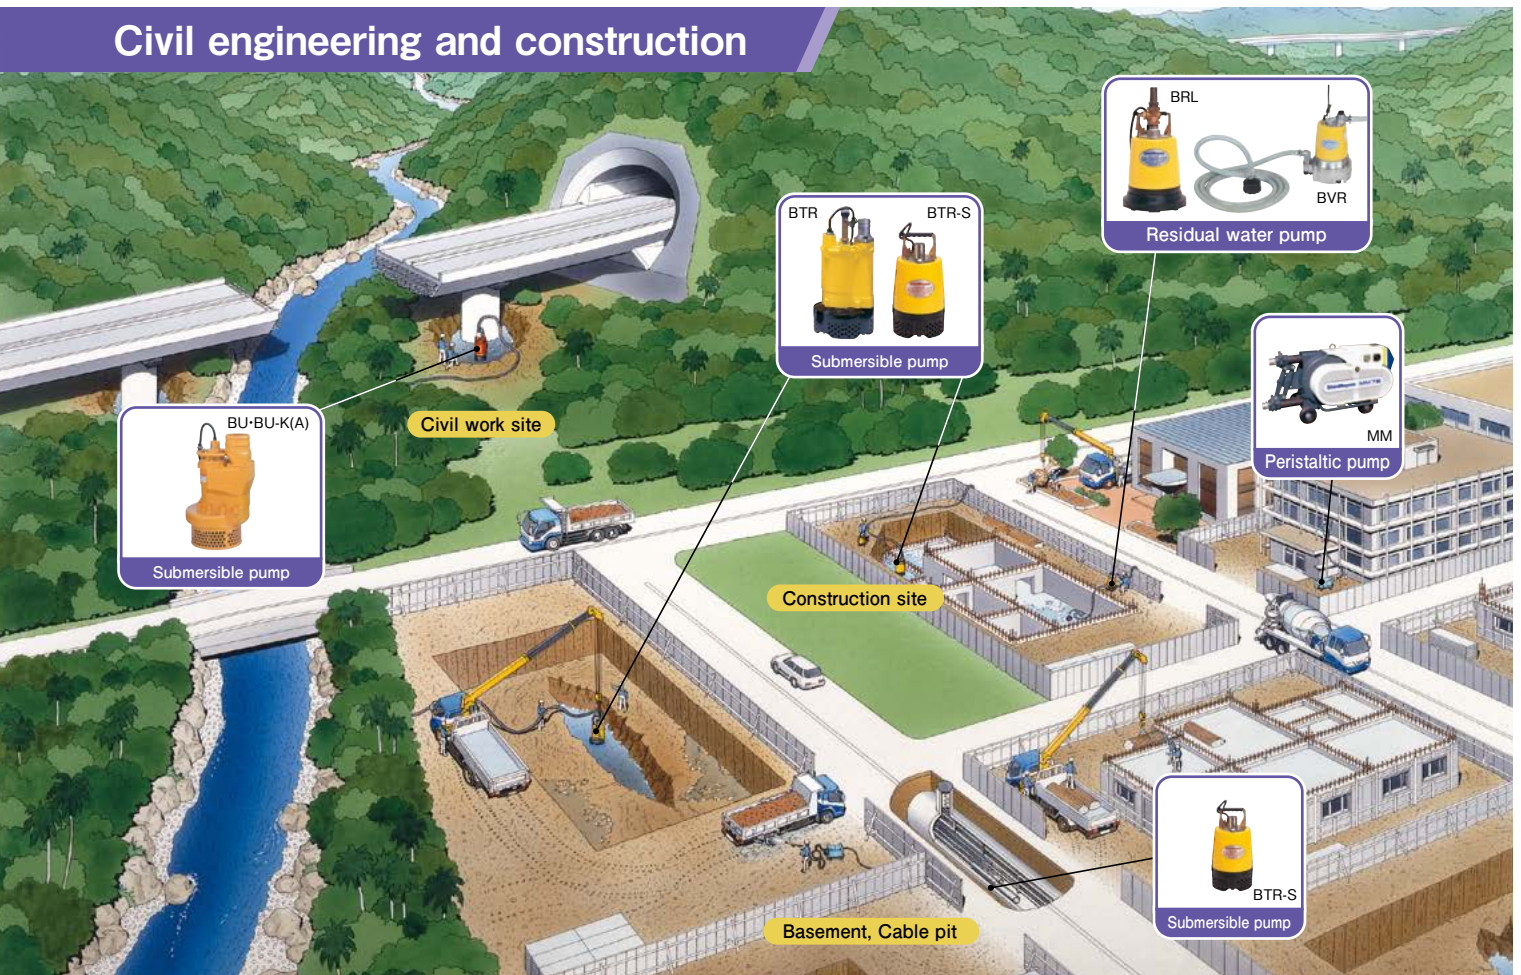 Civil engineering and construction
BRL
BVR
Residual water pump
BTR
BTR-S
Submersible pump
MM
Peristaltic pump
BU·BU-K(A)
Submersible pump
Civil work site
Construction site
BTR-S
Submersible pump
Basement, Cable pit